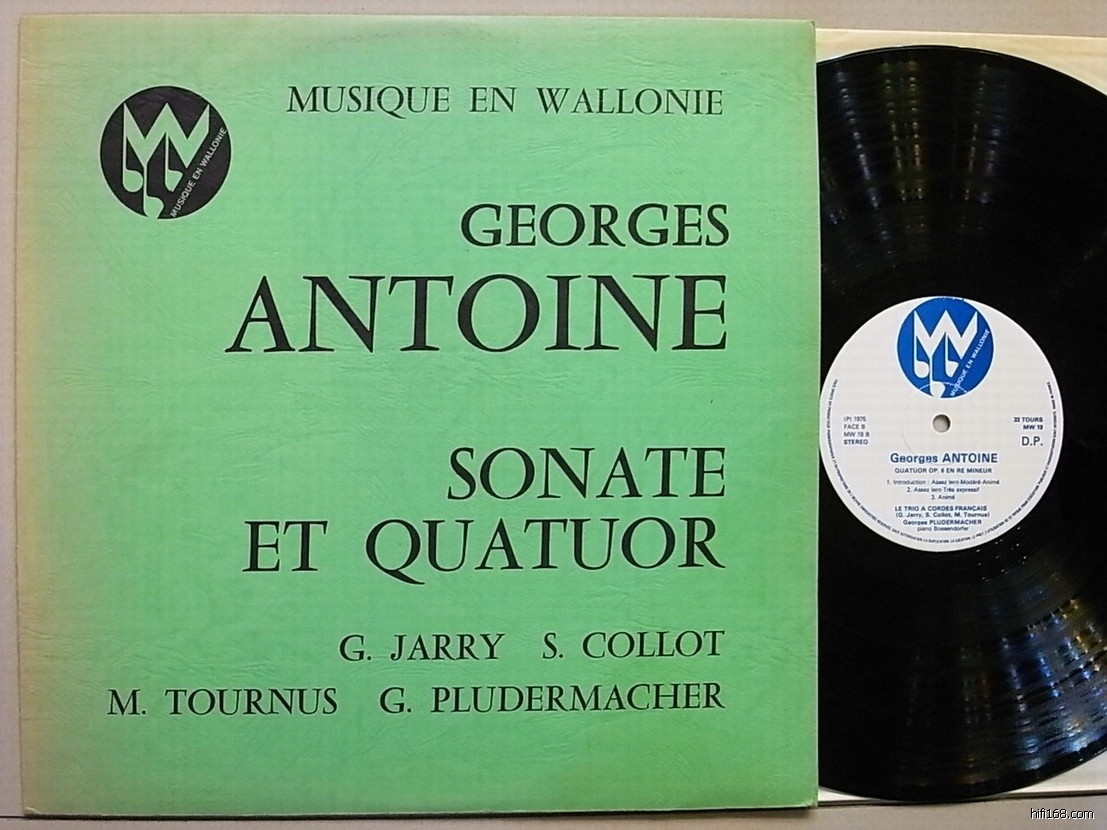 MUSIQUE EN WALLONIE
MUSIQUE EN WALLONIE
GEORGES
ANTOINE
SONATE
ET QUATUOR
G. JARRY S. COLLOT
M. TOURNUS G. PLUDERMACHER
MUSIQUE EN WALLONIE
(P) 1975
FACE B
MW 19 B
STEREO
33 TOURS
MW 19
D.P.
Georges ANTOINE
QUATUOR OP. 6 EN RE MINEUR
1. Introduction : Assez lent-Modéré-Animé
2. Assez lent-Très expressif
3. Animé
LE TRIO A CORDES FRANÇAIS
(G. Jarry, S. Collot, M. Tournus)
Georges PLUDERMACHER
piano Boesendorfer
hifi168.com